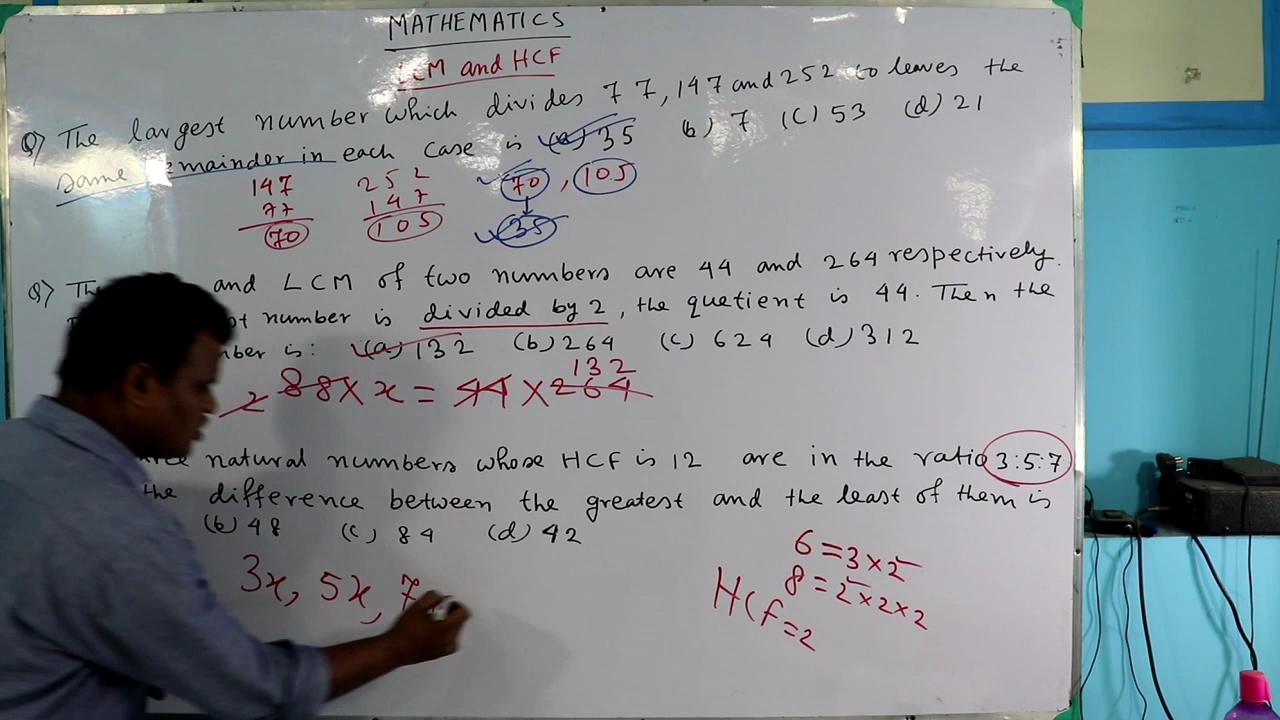 MATHEMATICS
LCM and HCF
Q) The largest number which divides 77, 147 and 252 to leaves the
same remainder in each case is (a) 35 (b) 7 (c) 53 (d) 21
147 252 70, 105
77 147
70 105 35
Q) The and LCM of two numbers are 44 and 264 respectively.
number is divided by 2, the quetient is 44. Then the
is: (a) 132 (b) 264 (c) 624 (d) 312
132
2 88 × x = 44 × 264
natural numbers whose HCF is 12 are in the ratio 3:5:7
the difference between the greatest and the least of them is
(b) 48 (c) 84 (d) 42
6 = 3 × 2
3x, 5x, 7
8 = 2 × 2 × 2
Hcf = 2